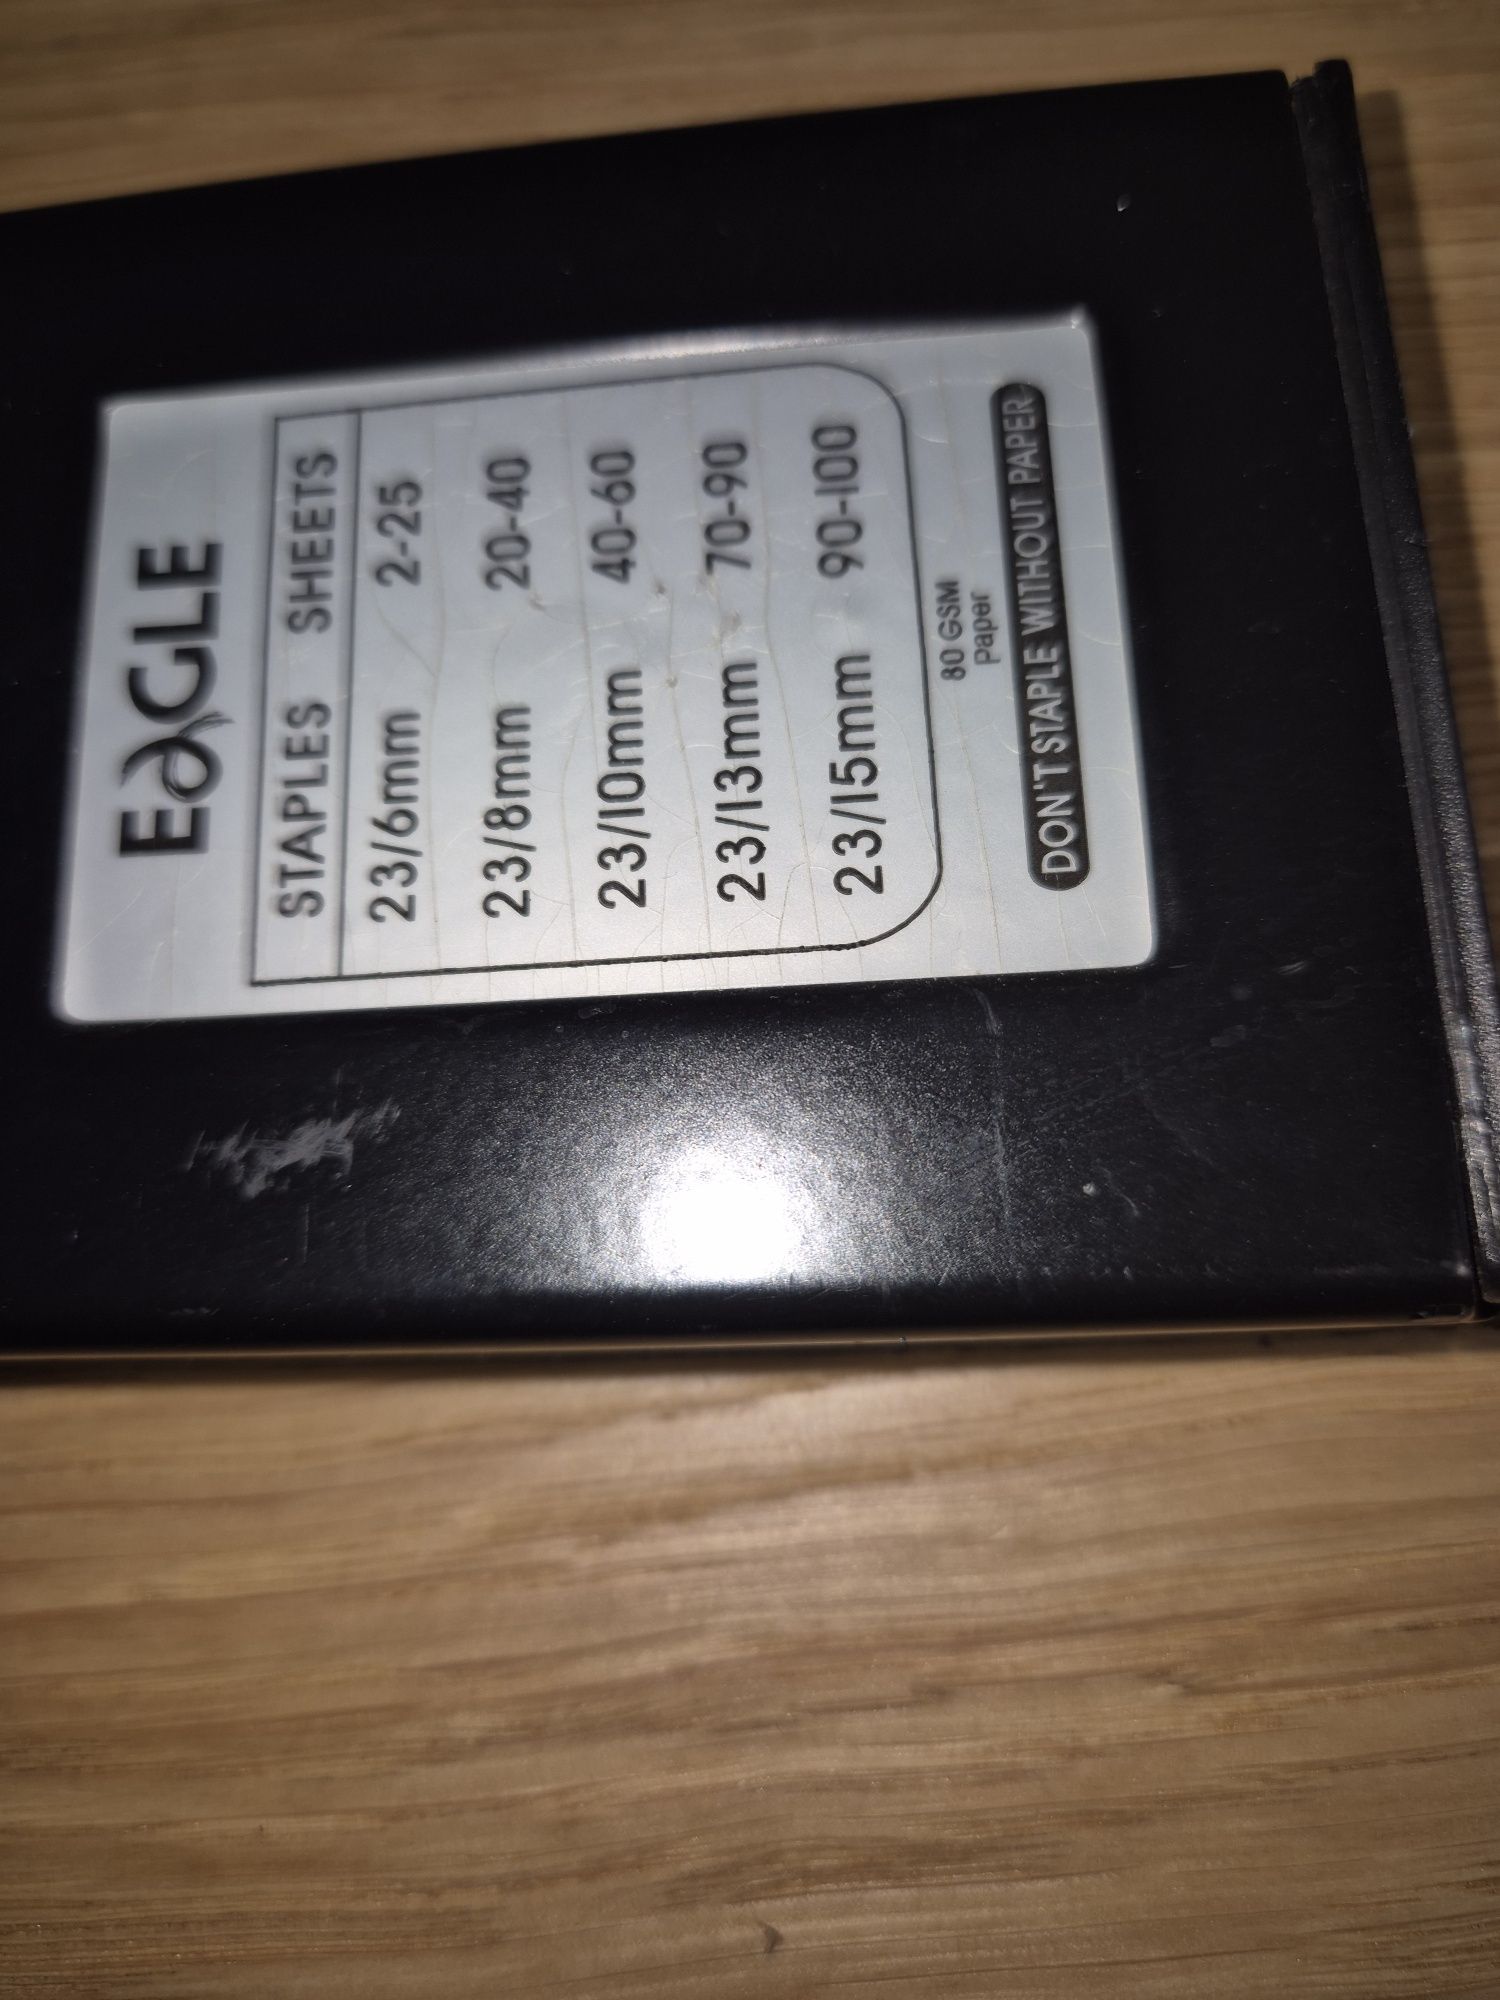 EAGLE
STAPLES SHEETS
23/6mm 2-25
23/8mm 20-40
23/10mm 40-60
23/13mm 70-90
23/15mm 90-100
80 GSM
Paper
DON'T STAPLE WITHOUT PAPER